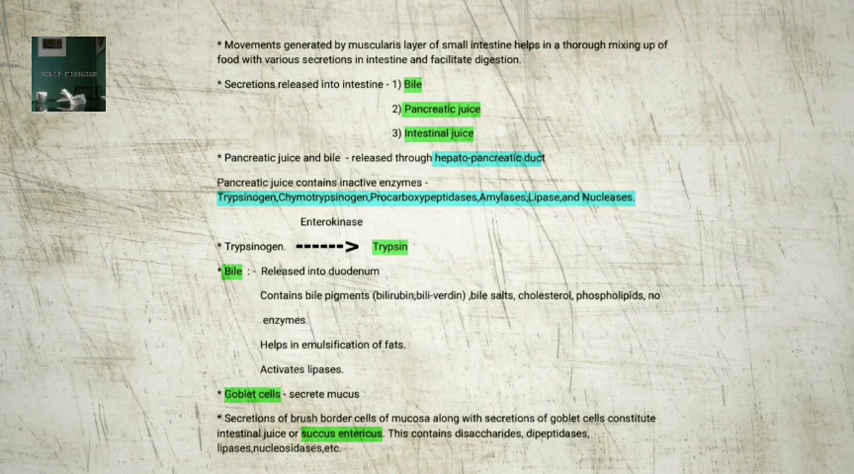 * Movements generated by muscularis layer of small intestine helps in a thorough mixing up of
food with various secretions in intestine and facilitate digestion.
* Secretions released into intestine - 1) Bile
2) Pancreatic juice
3) Intestinal juice
* Pancreatic juice and bile - released through hepato-pancreatic duct
Pancreatic juice contains inactive enzymes -
Trypsinogen,Chymotrypsinogen,Procarboxypeptidases,Amylases,Lipase,and Nucleases.
Enterokinase
* Trypsinogen. ------> Trypsin
* Bile : - Released into duodenum
Contains bile pigments (bilirubin;bili-verdin) ,bile salts, cholesterol, phospholipids, no
enzymes.
Helps in emulsification of fats.
Activates lipases.
* Goblet cells - secrete mucus
* Secretions of brush border cells of mucosa along with secretions of goblet cells constitute
intestinal juice or succus entericus. This contains disaccharides, dipeptidases,
lipases,nucleosidases,etc.